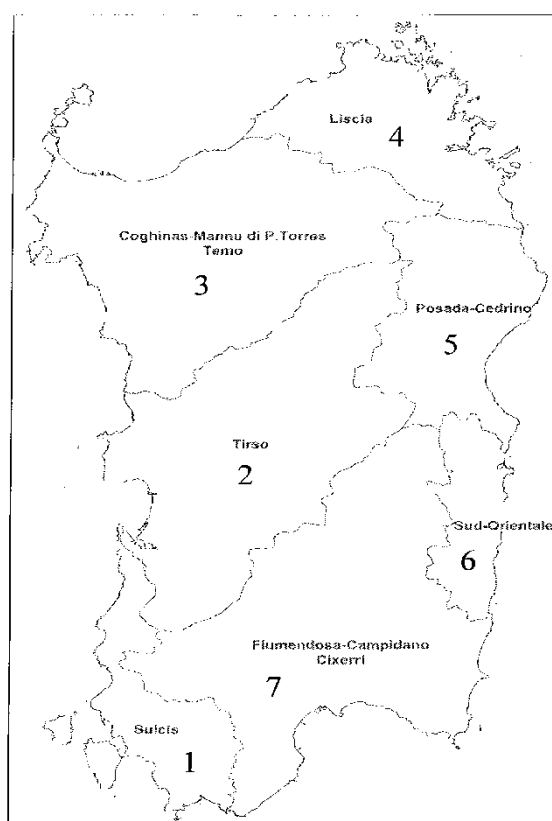 Liscia
4
Coghinas-Mannu di P.Torres
Temo
3
Posada-Cedrino
5
Tirso
2
Sud-Orientale
6
Flumendosa-Campidano
Cixerri
7
Sulcis
1